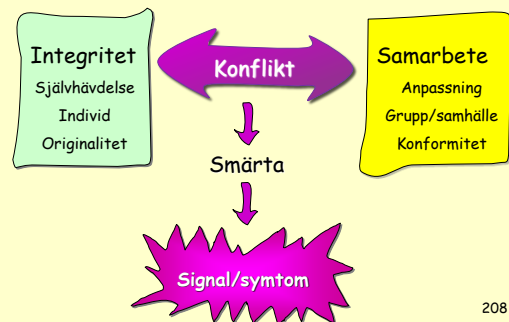 Integritet
Självhävdelse
Individ
Originalitet
Konflikt
Samarbete
Anpassning
Grupp/samhälle
Konformitet
Smärta
Signal/symtom
208